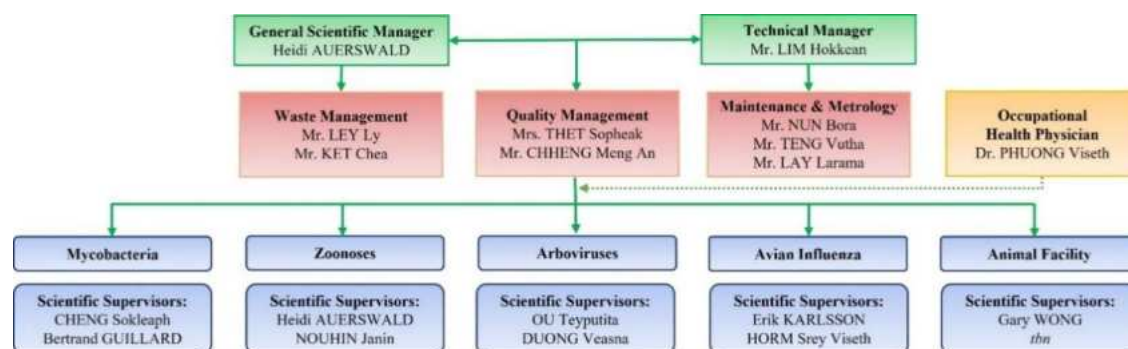 General Scientific Manager
Heidi AUERSWALD
Technical Manager
Mr. LIM Hokkean
Waste Management
Mr. LEY Ly
Mr. KET Chea
Quality Management
Mrs. THET Sopheak
Mr. CHHENG Meng An
Maintenance & Metrology
Mr. NUN Bora
Mr. TENG Vutha
Mr. LAY Larama
Occupational
Health Physician
Dr. PHUONG Viseth
Mycobacteria
Zoonoses
Arboviruses
Avian Influenza
Animal Facility
Scientific Supervisors:
CHENG Sokleaph
Bertrand GUILLARD
Scientific Supervisors:
Heidi AUERSWALD
NOUHIN Janin
Scientific Supervisors:
OU Teyputita
DUONG Veasna
Scientific Supervisors:
Erik KARLSSON
HORM Srey Viseth
Scientific Supervisors:
Gary WONG
tbn